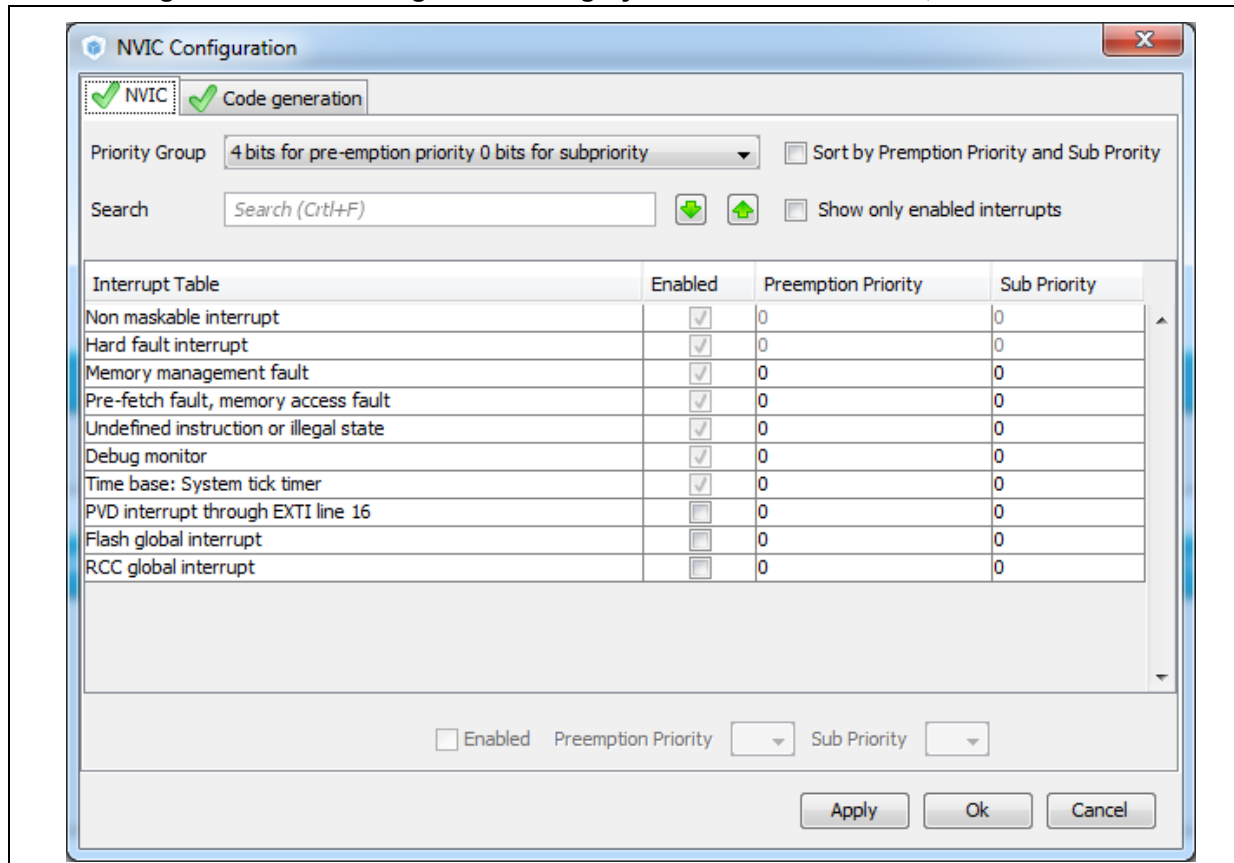 NVIC Configuration
X
NVIC Code generation
Priority Group 4 bits for pre-emption priority 0 bits for subpriority Sort by Premption Priority and Sub Prority
Search Search (Crtl+F) Show only enabled interrupts
Interrupt Table Enabled Preemption Priority Sub Priority
Non maskable interrupt 0 0
Hard fault interrupt 0 0
Memory management fault 0 0
Pre-fetch fault, memory access fault 0 0
Undefined instruction or illegal state 0 0
Debug monitor 0 0
Time base: System tick timer 0 0
PVD interrupt through EXTI line 16 0 0
Flash global interrupt 0 0
RCC global interrupt 0 0
Enabled Preemption Priority Sub Priority
Apply Ok Cancel